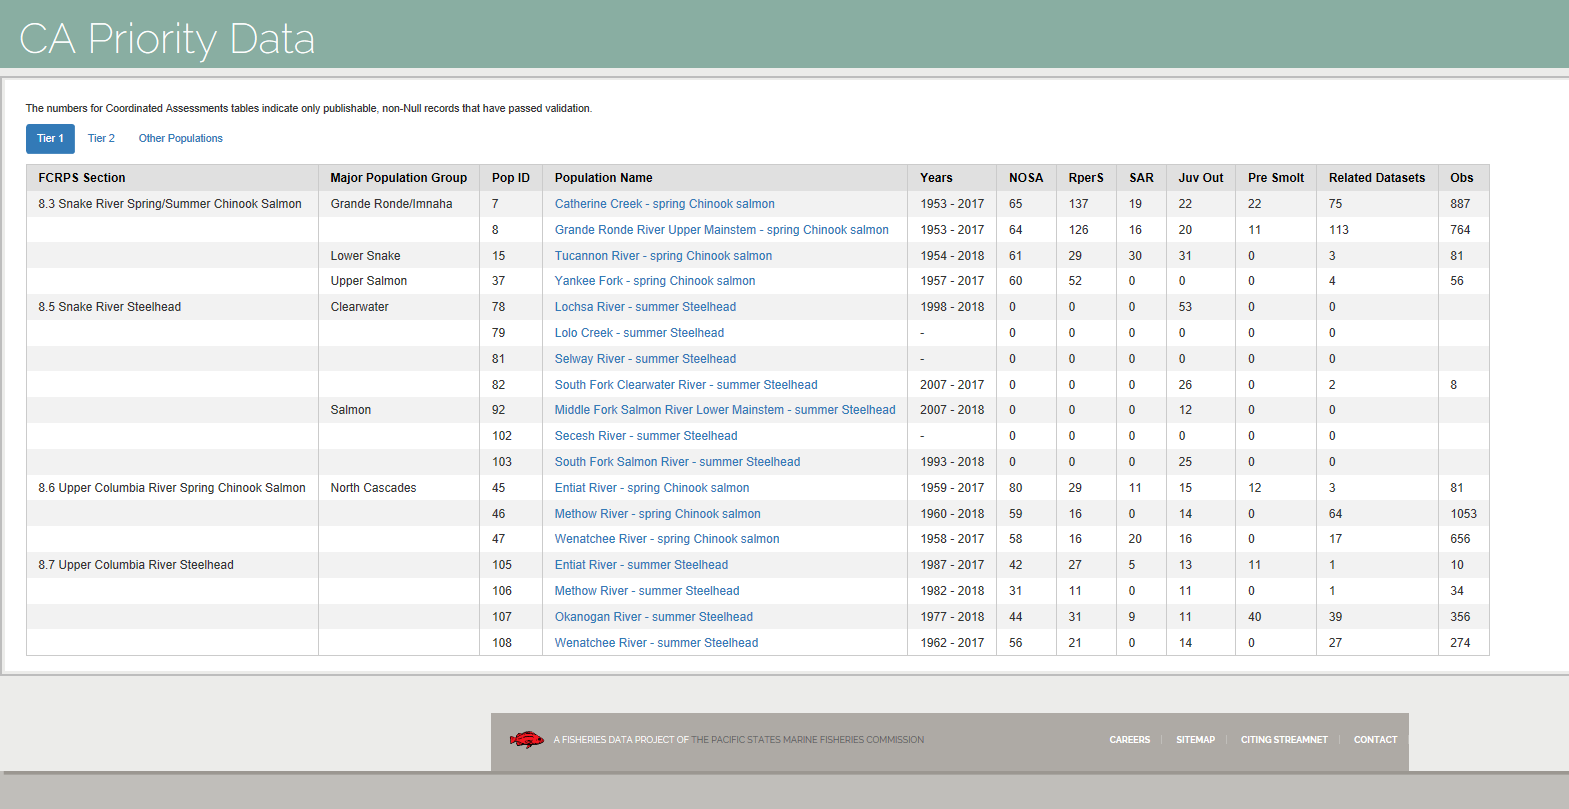 CA Priority Data
The numbers for Coordinated Assessments tables indicate only publishable, non-Null records that have passed validation.
Tier 1 Tier 2 Other Populations
FCRPS Section Major Population Group Pop ID Population Name Years NOSA RperS SAR Juv Out Pre Smolt Related Datasets Obs
8.3 Snake River Spring/Summer Chinook Salmon Grande Ronde/Imnaha 7 Catherine Creek - spring Chinook salmon 1953 - 2017 65 137 19 22 22 75 887
8 Grande Ronde River Upper Mainstem - spring Chinook salmon 1953 - 2017 64 126 16 20 11 113 764
Lower Snake 15 Tucannon River - spring Chinook salmon 1954 - 2018 61 29 30 31 0 3 81
Upper Salmon 37 Yankee Fork - spring Chinook salmon 1957 - 2017 60 52 0 0 0 4 56
8.5 Snake River Steelhead Clearwater 78 Lochsa River - summer Steelhead 1998 - 2018 0 0 0 53 0 0
79 Lolo Creek - summer Steelhead - 0 0 0 0 0 0
81 Selway River - summer Steelhead - 0 0 0 0 0 0
82 South Fork Clearwater River - summer Steelhead 2007 - 2017 0 0 0 26 0 2 8
Salmon 92 Middle Fork Salmon River Lower Mainstem - summer Steelhead 2007 - 2018 0 0 0 12 0 0
102 Secesh River - summer Steelhead - 0 0 0 0 0 0
103 South Fork Salmon River - summer Steelhead 1993 - 2018 0 0 0 25 0 0
8.6 Upper Columbia River Spring Chinook Salmon North Cascades 45 Entiat River - spring Chinook salmon 1959 - 2017 80 29 11 15 12 3 81
46 Methow River - spring Chinook salmon 1960 - 2018 59 16 0 14 0 64 1053
47 Wenatchee River - spring Chinook salmon 1958 - 2017 58 16 20 16 0 17 656
8.7 Upper Columbia River Steelhead 105 Entiat River - summer Steelhead 1987 - 2017 42 27 5 13 11 1 10
106 Methow River - summer Steelhead 1982 - 2018 31 11 0 11 0 1 34
107 Okanogan River - summer Steelhead 1977 - 2018 44 31 9 11 40 39 356
108 Wenatchee River - summer Steelhead 1962 - 2017 56 21 0 14 0 27 274
A FISHERIES DATA PROJECT OF THE PACIFIC STATES MARINE FISHERIES COMMISSION CAREERS SITEMAP CITING STREAMNET CONTACT